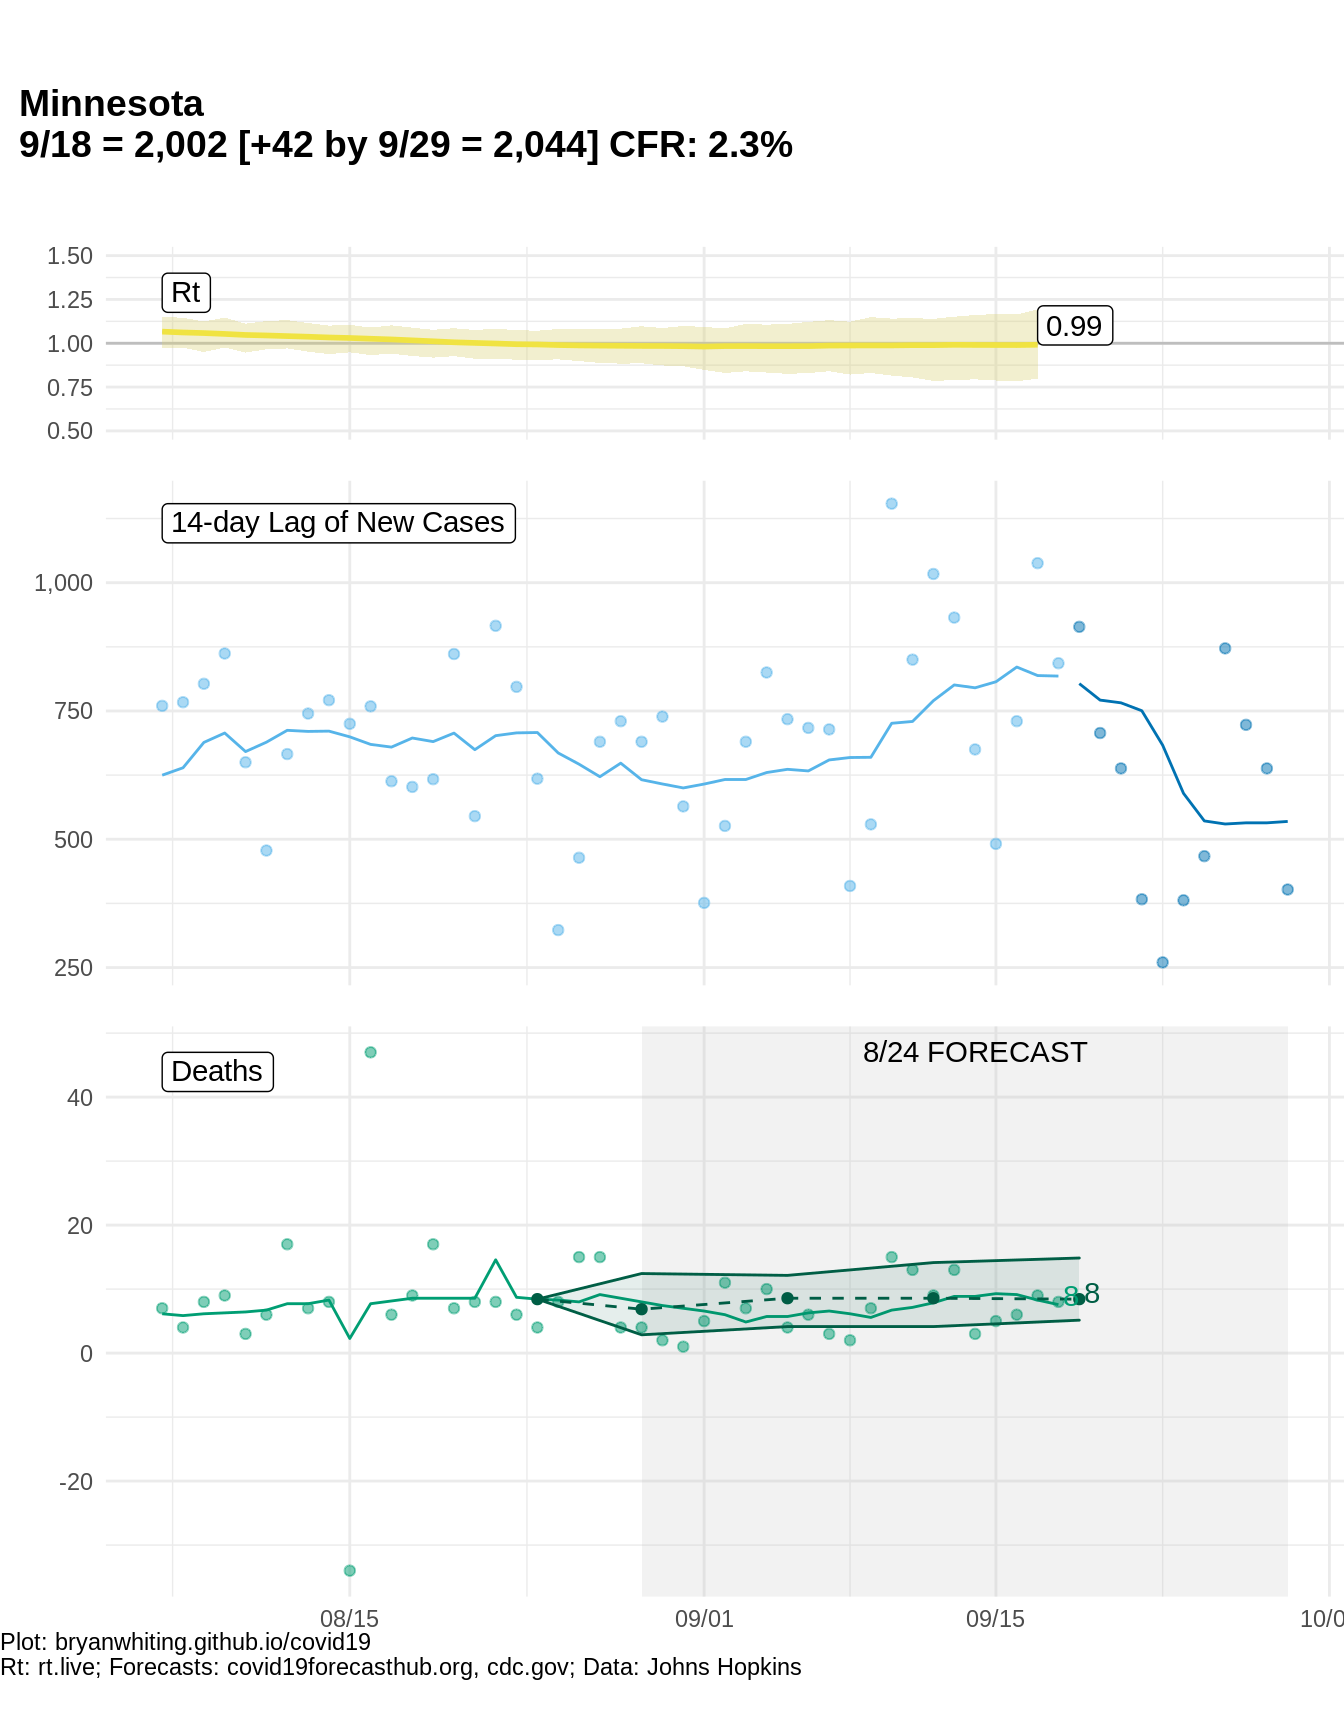 Minnesota
9/18 = 2,002 [+42 by 9/29 = 2,044] CFR: 2.3%
1.50
1.25
1.00
0.75
0.50
Rt
0.99
14-day Lag of New Cases
1,000
750
500
250
Deaths
8/24 FORECAST
40
20
0
-20
8
8
08/15
09/01
09/15
10/0
Plot: bryanwhiting.github.io/covid19
Rt: rt.live; Forecasts: covid19forecasthub.org, cdc.gov; Data: Johns Hopkins